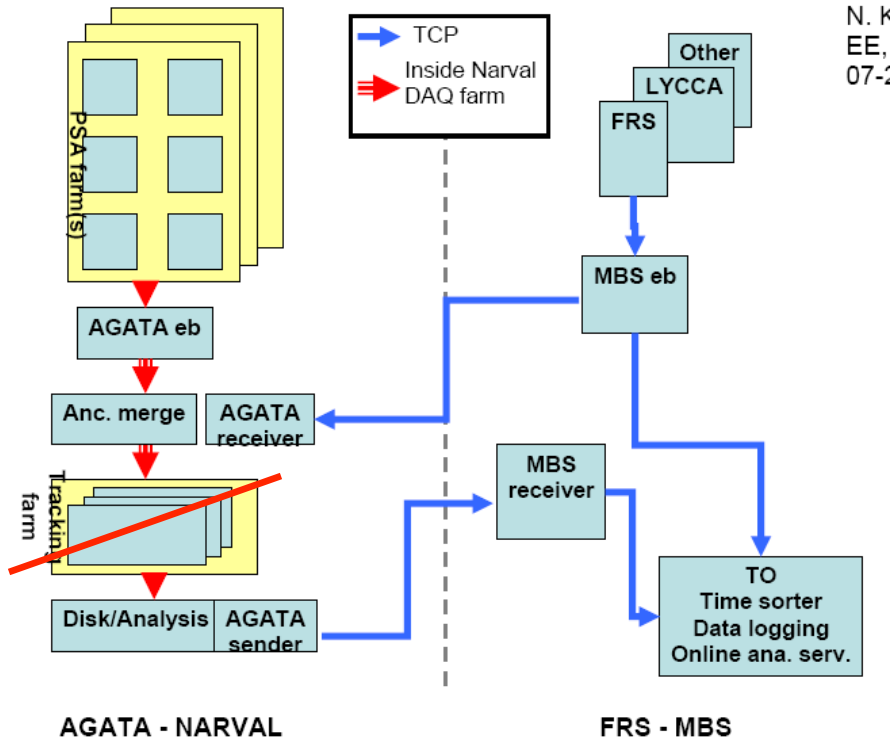 N. K
EE,
07-2
TCP
Inside Narval
DAQ farm
Other
LYCCA
FRS
PSA farm(s)
MBS eb
AGATA eb
Anc. merge
AGATA
receiver
MBS
receiver
Tracking
farm
Disk/Analysis
AGATA
sender
TO
Time sorter
Data logging
Online ana. serv.
AGATA - NARVAL
FRS - MBS